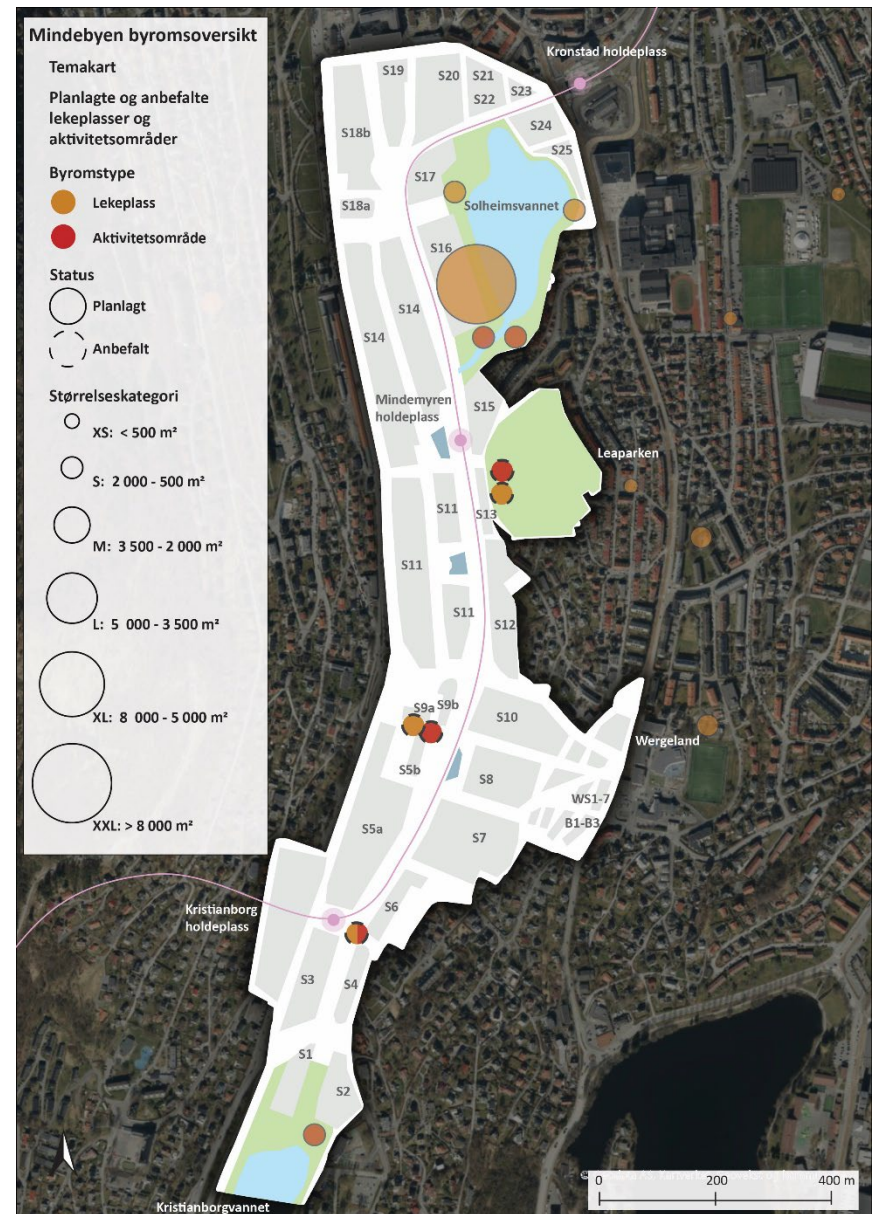 Mindebyen byromsoversikt
Temakart
Planlagte og anbefalte
lekeplasser og
aktivitetsområder
Byromstype
Lekeplass
Aktivitetsområde
Status
Planlagt
Anbefalt
Størrelseskategori
XS: < 500 m²
S: 2 000 - 500 m²
M: 3 500 - 2 000 m²
L: 5 000 - 3 500 m²
XL: 8 000 - 5 000 m²
XXL: > 8 000 m²
Kronstad holdeplass
S19
S20
S21
S22
S23
S24
S25
S18b
S17
S18a
Solheimsvannet
S16
S14
S14
Mindemyren
holdeplass
S15
Leaparken
S11
S13
S11
S11
S12
S9a
S9b
S10
Wergeland
S5b
S8
WS1-7
B1-B3
S5a
S7
Kristianborg
holdeplass
S6
S3
S4
S1
S2
Kristianborgvannet
0
200
400 m